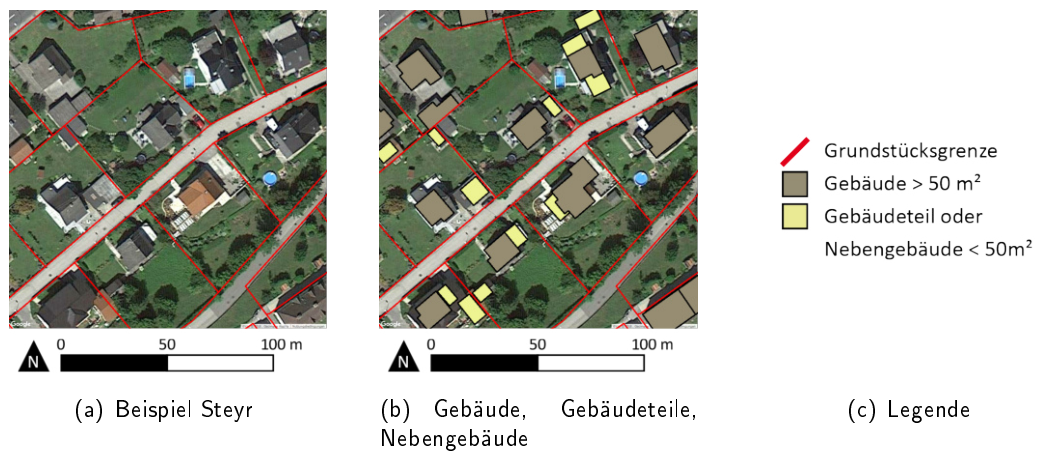 Grundstücksgrenze
Gebäude > 50 m²
Gebäudeteil oder
Nebengebäude < 50m²
Google
Google
N
0
50
100 m
N
0
50
100 m
(a) Beispiel Steyr
(b) Gebäude, Gebäudeteile,
Nebengebäude
(c) Legende